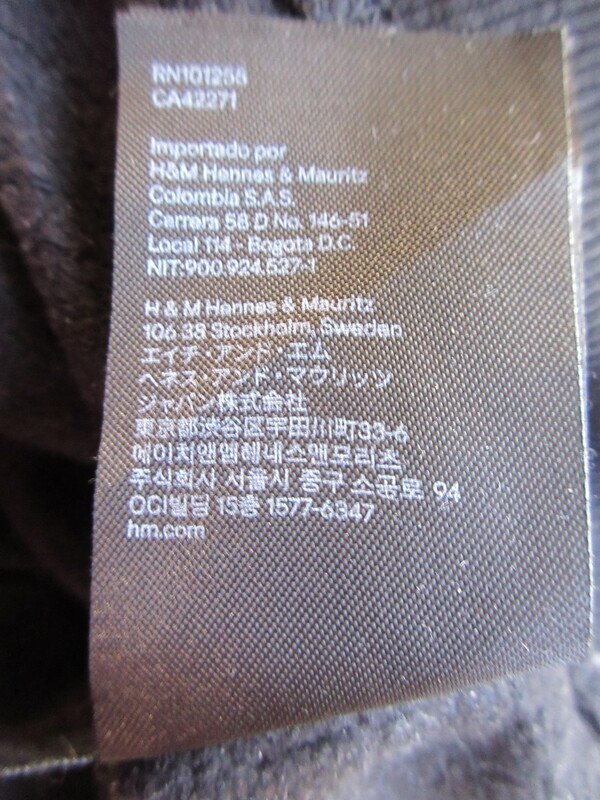 RN101255
CA42271
Importado por
H&M Hennes & Mauritz
Colombia S.A.S.
Carrera 58 D No. 146-51
Local 114 - Bogota D.C.
NIT:900.924.527-1
H & M Hennes & Mauritz
106 38 Stockholm, Sweden
エイチ・アンド・エム
ヘネス・アンド・マウリッツ
ジャパン株式会社
東京都渋谷区宇田川町33-6
에이치앤엠헤네스앤모리츠
주식회사 서울시 중구 소공로 94
OCI빌딩 15층 1577-6347
hm.com